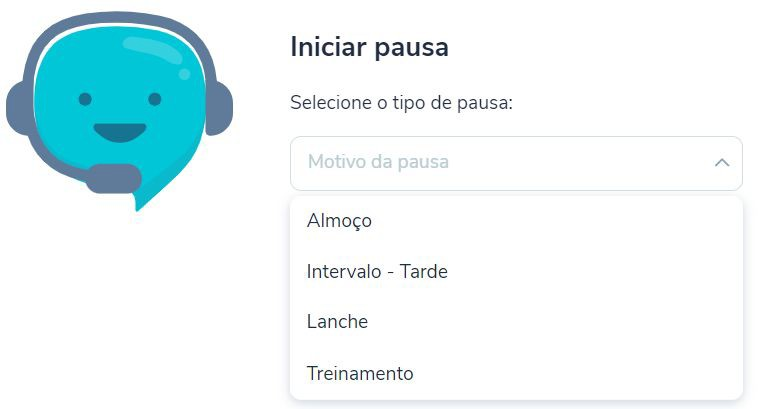 Iniciar pausa
Selecione o tipo de pausa:
Motivo da pausa
Almoço
Intervalo - Tarde
Lanche
Treinamento